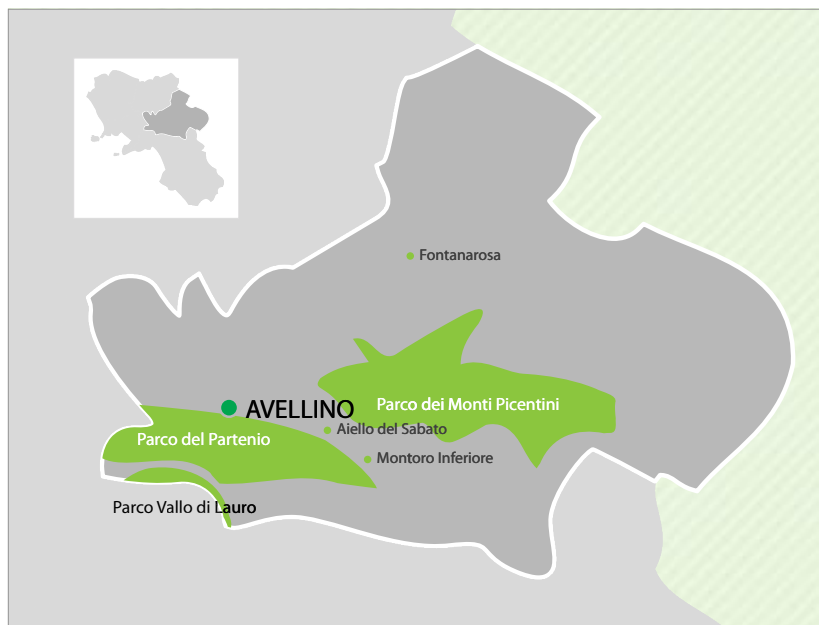 Fontanarosa
AVELLINO
Parco dei Monti Picentini
Aiello del Sabato
Parco del Partenio
Montoro Inferiore
Parco Vallo di Lauro